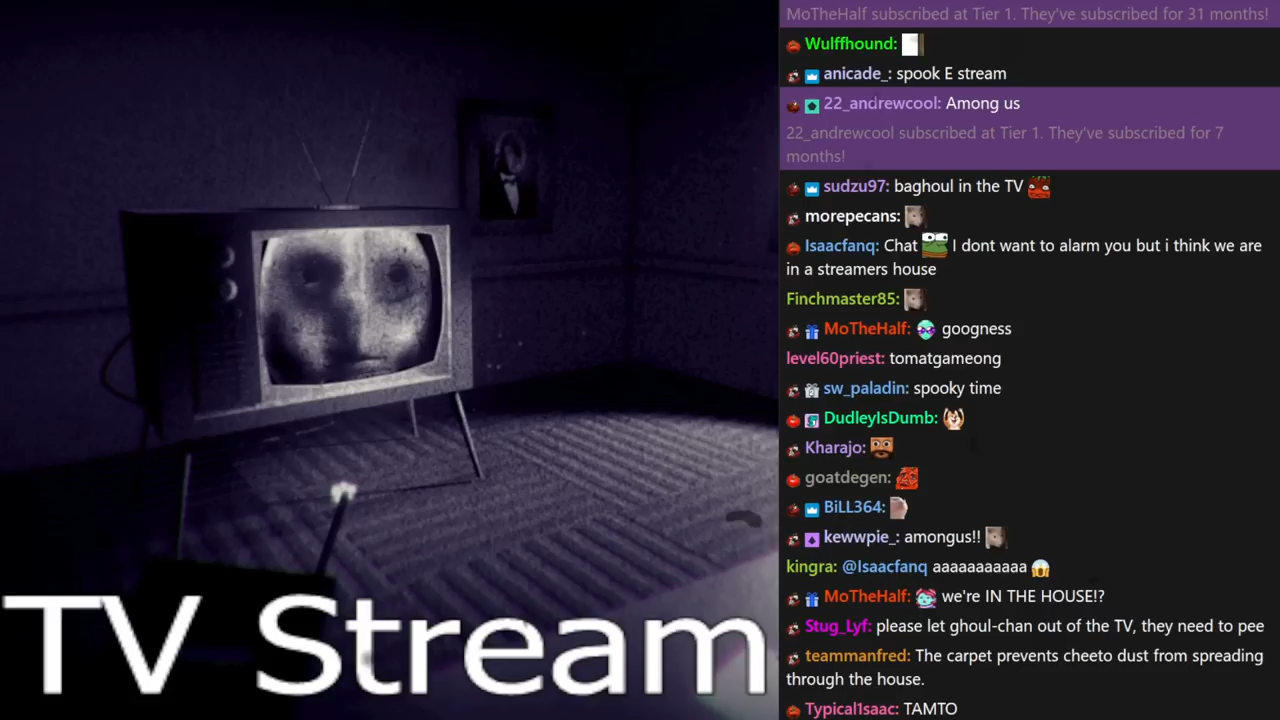 MoTheHalf subscribed at Tier 1. They've subscribed for 31 months!
Wulffhound:
anicade_: spook E stream
22_andrewcool: Among us
22_andrewcool subscribed at Tier 1. They've subscribed for 7
months!
sudzu97: baghoul in the TV
morepecans:
Isaacfanq: Chat I dont want to alarm you but i think we are
in a streamers house
Finchmaster85:
MoTheHalf: googness
level60priest: tomatgameong
sw_paladin: spooky time
DudleyIsDumb:
Kharajo:
goatdegen:
BiLL364:
kewwpie_: amongus!!
kingra: @Isaacfanq aaaaaaaaaaa
MoTheHalf: we're IN THE HOUSE!?
Stug_Lyf: please let ghoul-chan out of the TV, they need to pee
teammanfred: The carpet prevents cheeto dust from spreading
through the house.
Typical1saac: TAMTO
TV Stream